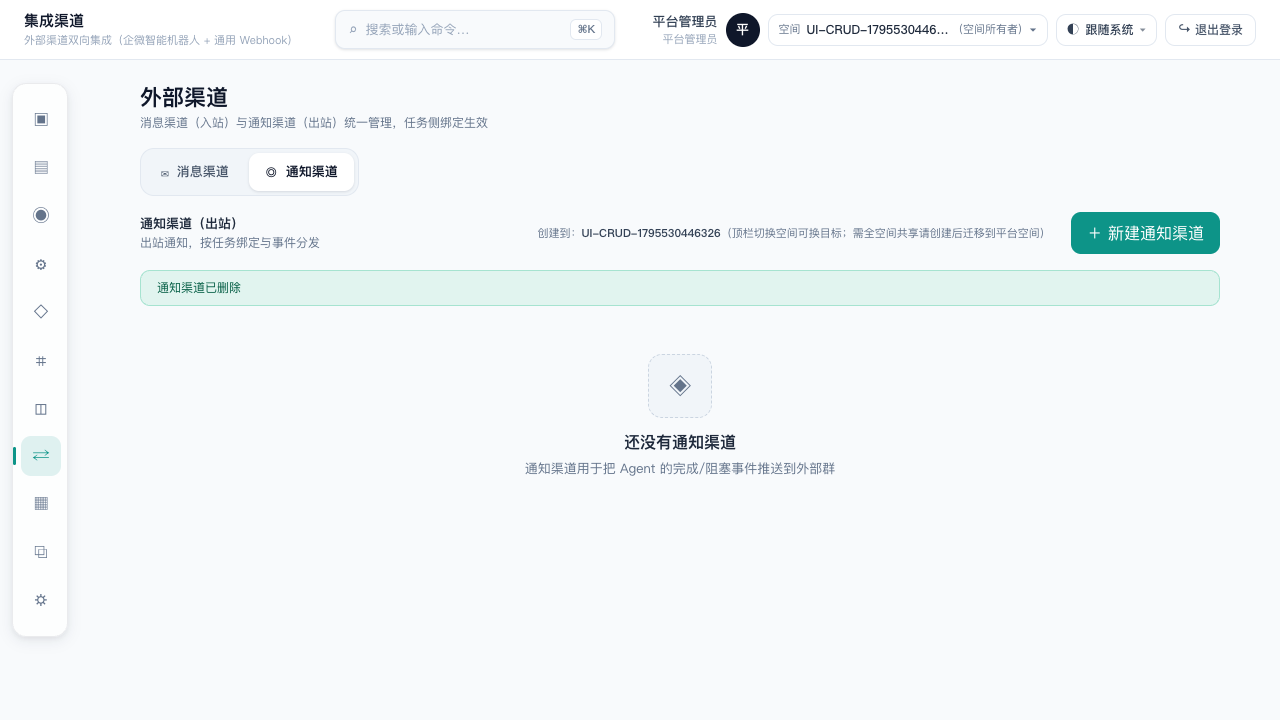 集成渠道
外部渠道双向集成（企微智能机器人 + 通用 Webhook）
搜索或输入命令…
⌘K
平台管理员
平台管理员
平
空间 UI-CRUD-1795530446... （空间所有者）
跟随系统
退出登录
外部渠道
消息渠道（入站）与通知渠道（出站）统一管理，任务侧绑定生效
消息渠道
通知渠道
通知渠道（出站）
出站通知，按任务绑定与事件分发
创建到：UI-CRUD-1795530446326（顶栏切换空间可换目标；需全空间共享请创建后迁移到平台空间）
＋ 新建通知渠道
通知渠道已删除
还没有通知渠道
通知渠道用于把 Agent 的完成/阻塞事件推送到外部群